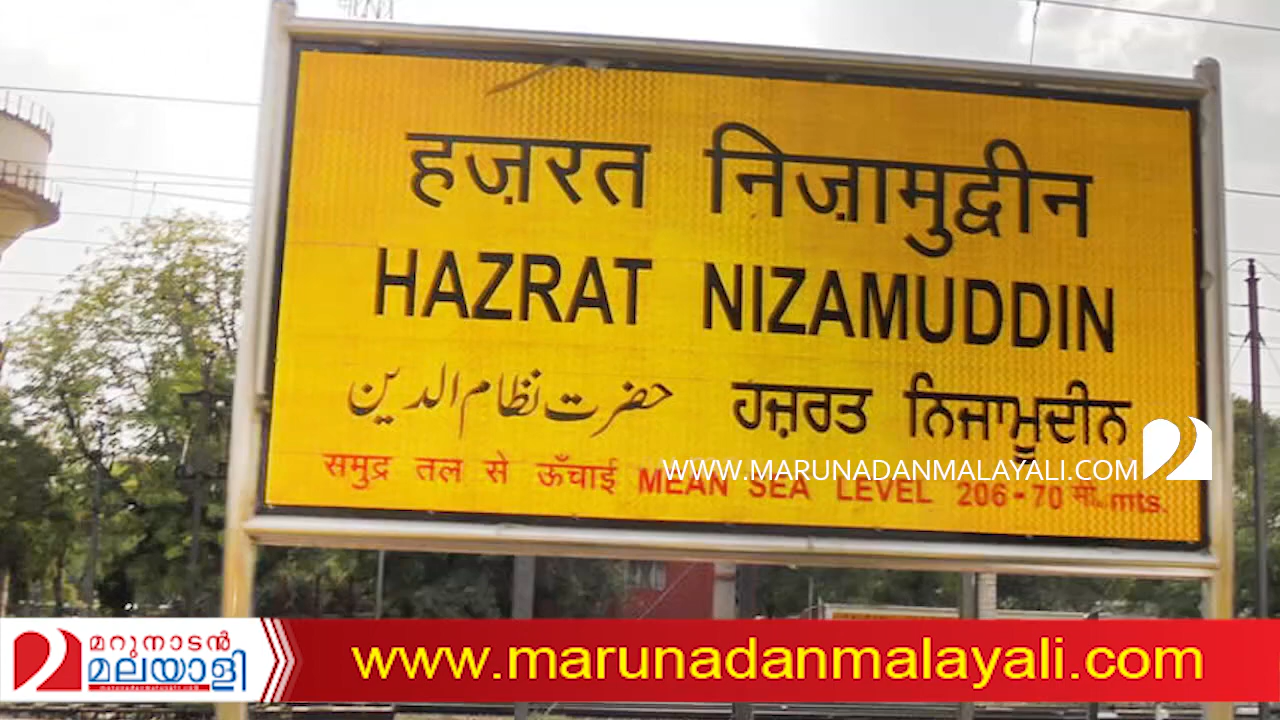 हज़रत निज़ामुद्दीन
HAZRAT NIZAMUDDIN
حضرت نظام الدین ਹਜ਼ਰਤ ਨਿਜਾਮੂਦੀਨ
समुद्र तल से ऊँचाई MEAN SEA LEVEL 206-70 मी. mts.
WWW.MARUNADANMALAYALI.COM
മറുനാടൻ
മലയാളി
www.marunadanmalayali.com